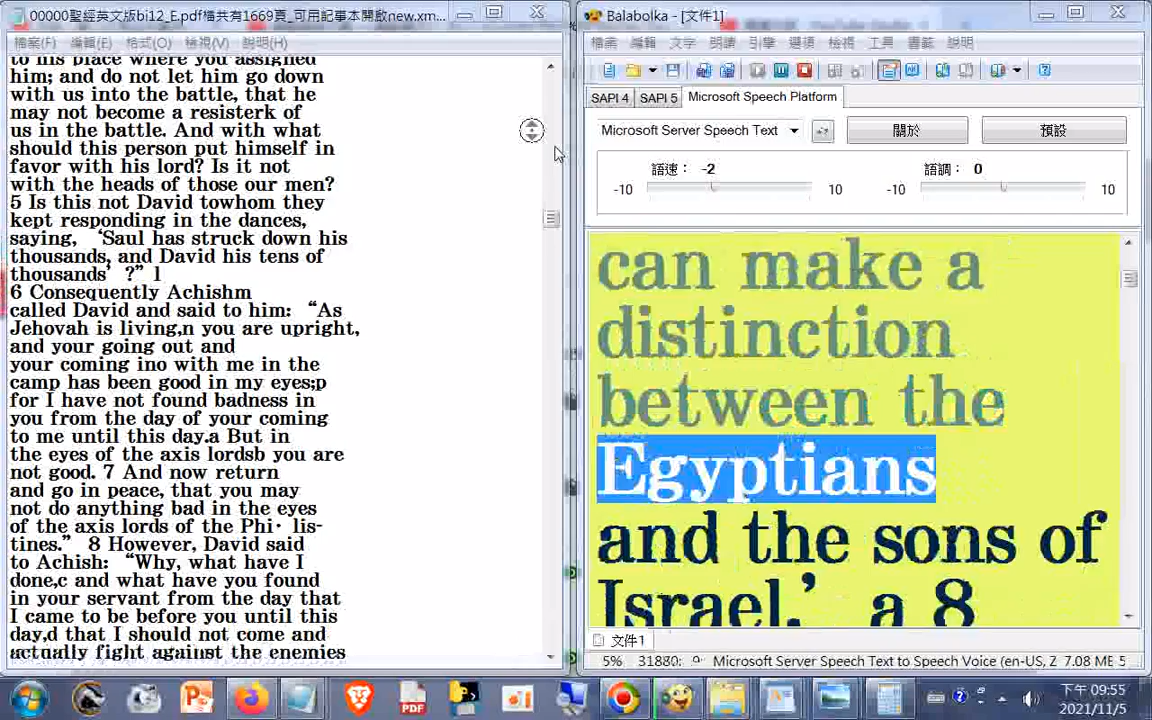 00000聖經英文版bi12_E.pdf檔共有1669頁_可用記事本開啟new.xm...
檔案(F) 編輯(E) 格式(O) 檢視(V) 說明(H)
to his place where you assigned
him; and do not let him go down
with us into the battle, that he
may not become a resisterk of
us in the battle. And with what
should this person put himself in
favor with his lord? Is it not
with the heads of those our men?
5 Is this not David towhom they
kept responding in the dances,
saying, ‘Saul has struck down his
thousands, and David his tens of
thousands’?” l
6 Consequently Achishm
called David and said to him: “As
Jehovah is living,n you are upright,
and your going out and
your coming ino with me in the
camp has been good in my eyes;p
for I have not found badness in
you from the day of your coming
to me until this day.a But in
the eyes of the axis lordsb you are
not good. 7 And now return
and go in peace, that you may
not do anything bad in the eyes
of the axis lords of the Phi· lis-
tines.” 8 However, David said
to Achish: “Why, what have I
done,c and what have you found
in your servant from the day that
I came to be before you until this
day,d that I should not come and
actually fight against the enemies
Balabolka - [文件1]
檔案 編輯 文字 朗讀 引擎 選項 檢視 工具 書籤 說明
SAPI 4 SAPI 5 Microsoft Speech Platform
Microsoft Server Speech Text 關於 預設
語速： -2 語調： 0
-10 10 -10 10
can make a
distinction
between the
Egyptians
and the sons of
Israel.’ a 8
文件1
5% 31880: Microsoft Server Speech Text to Speech Voice (en-US, Z 7.08 MB 5
PDF
下午 09:55
2021/11/5